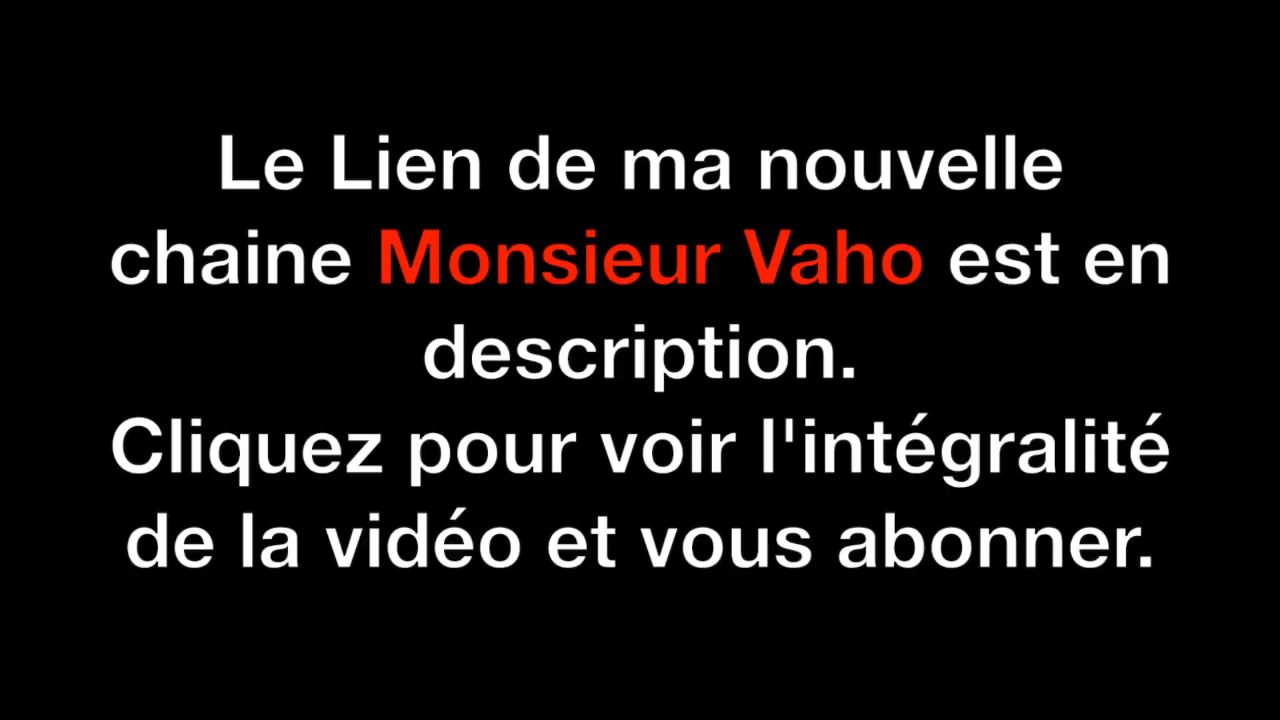 Le Lien de ma nouvelle
chaine Monsieur Vaho est en
description.
Cliquez pour voir l'intégralité
de la vidéo et vous abonner.